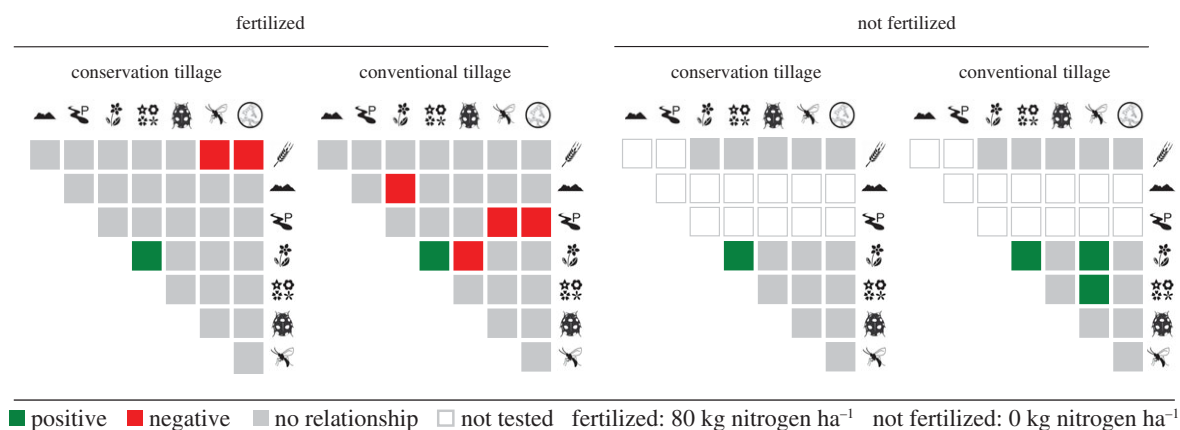 fertilized
not fertilized
conservation tillage
conventional tillage
conservation tillage
conventional tillage
P
P
P
P
P
P
P
P
positive negative no relationship not tested fertilized: 80 kg nitrogen ha⁻¹ not fertilized: 0 kg nitrogen ha⁻¹